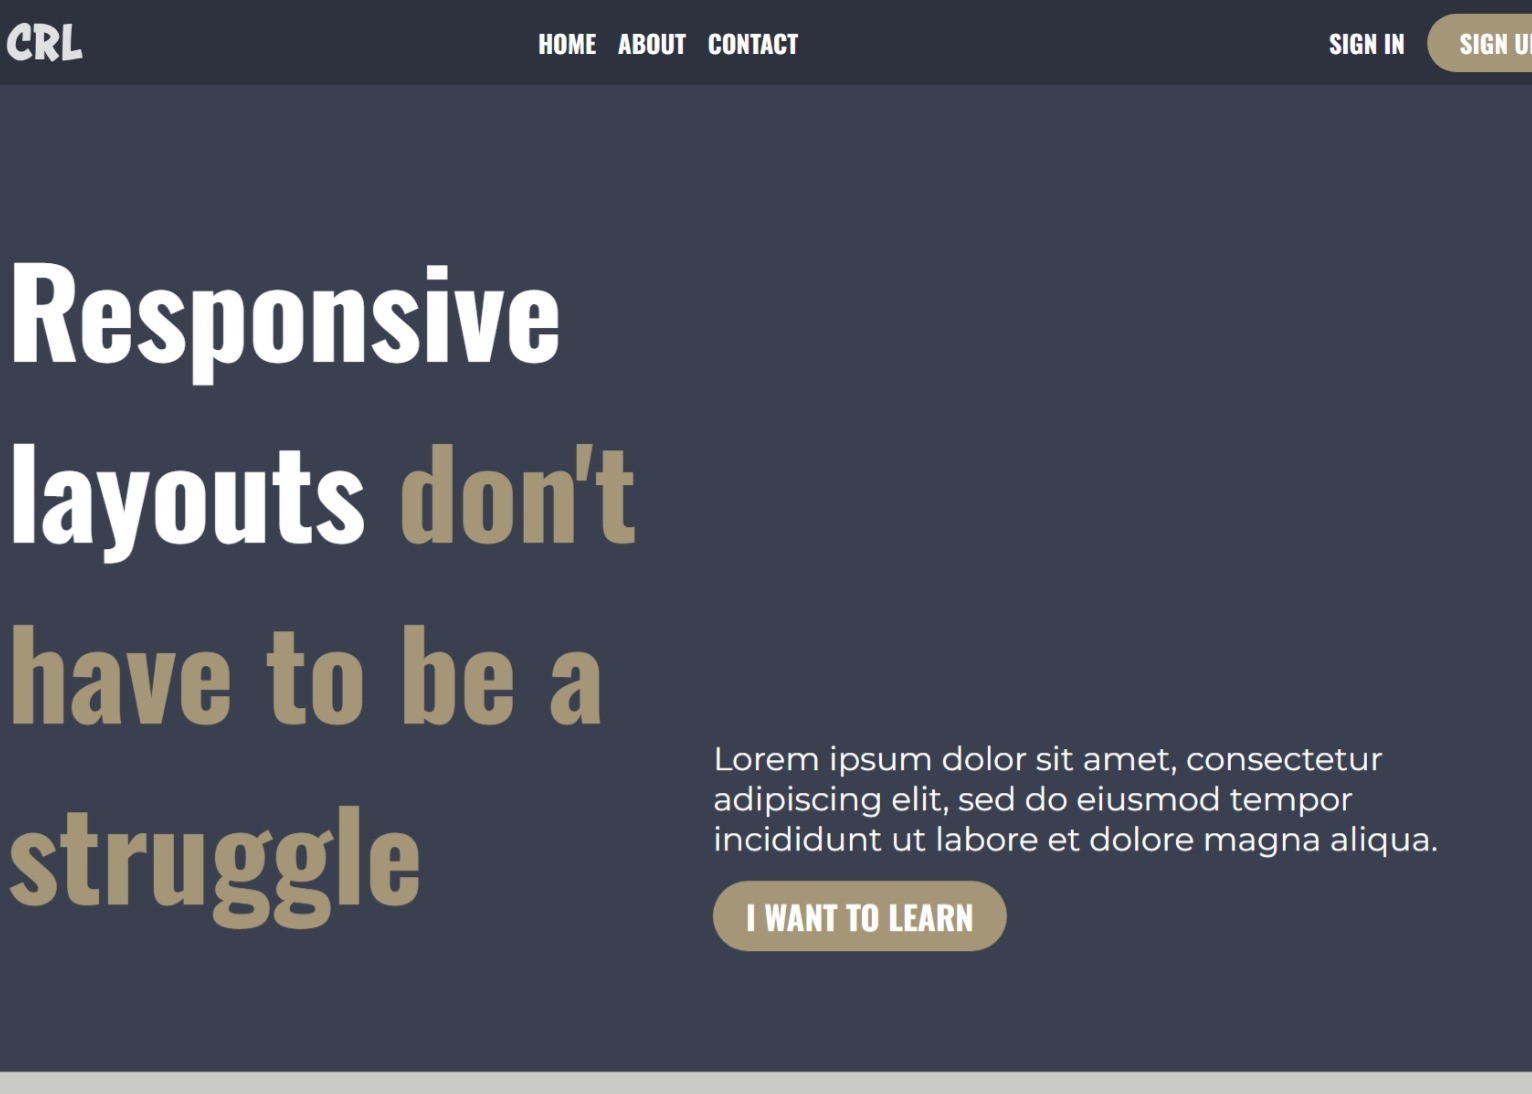 CRL
HOME ABOUT CONTACT
SIGN IN
SIGN
Responsive
layouts don't
have to be a
struggle
Lorem ipsum dolor sit amet, consectetur
adipiscing elit, sed do eiusmod tempor
incididunt ut labore et dolore magna aliqua.
I WANT TO LEARN